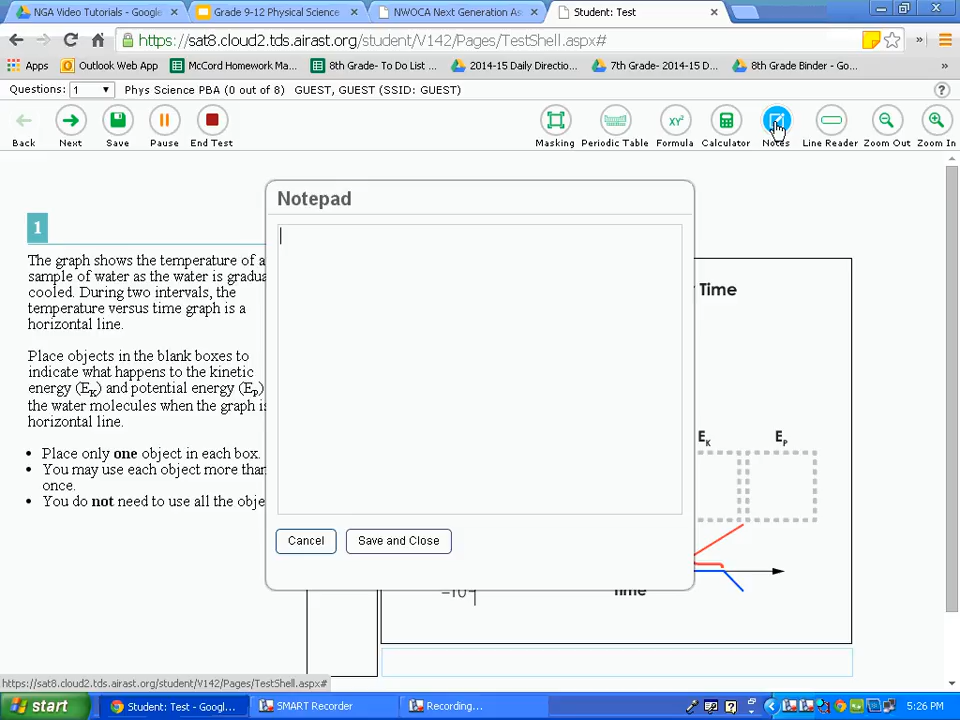 NGA Video Tutorials - Google
Grade 9-12 Physical Science
NWOCA Next Generation As
Student: Test
https://sat8.cloud2.tds.airast.org/student/V142/Pages/TestShell.aspx#
Apps
Outlook Web App
McCord Homework Ma...
8th Grade- To Do List ...
2014-15 Daily Directio...
7th Grade- 2014-15 D...
8th Grade Binder - Go...
Questions: 1 Phys Science PBA (0 out of 8) GUEST, GUEST (SSID: GUEST)
Back Next Save Pause End Test Masking Periodic Table Formula Calculator Notes Line Reader Zoom Out Zoom In
XY²
Notepad
1
The graph shows the temperature of a
sample of water as the water is gradua
cooled. During two intervals, the
temperature versus time graph is a
horizontal line.
Place objects in the blank boxes to
indicate what happens to the kinetic
energy (EK) and potential energy (EP)
the water molecules when the graph is
horizontal line.
• Place only one object in each box.
• You may use each object more than
once.
• You do not need to use all the obje
Time
EK EP
Cancel Save and Close
-10
Time
https://sat8.cloud2.tds.airast.org/student/V142/Pages/TestShell.aspx#
start
Student: Test - Googl...
SMART Recorder
Recording...
5:26 PM